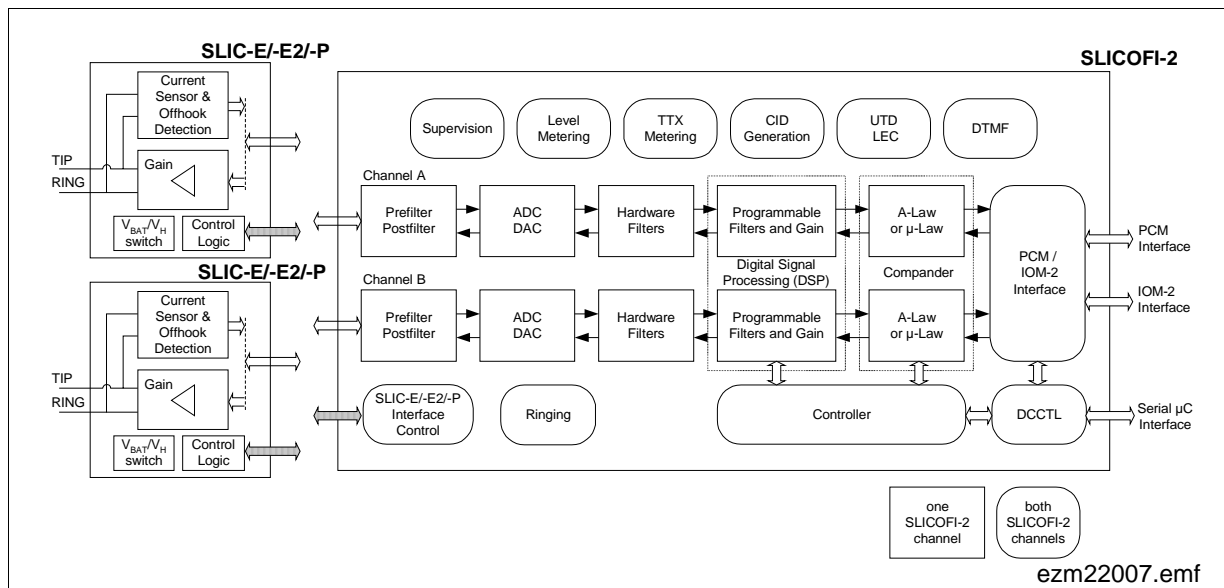 SLIC-E/-E2/-P
SLICOFI-2
Current
Sensor &
Offhook
Detection
TIP
RING
Gain
VBAT/VH
switch
Control
Logic
Supervision
Level
Metering
TTX
Metering
CID
Generation
UTD
LEC
DTMF
Channel A
Prefilter
Postfilter
ADC
DAC
Hardware
Filters
Programmable
Filters and Gain
A-Law
or µ-Law
PCM /
IOM-2
Interface
PCM
Interface
IOM-2
Interface
Digital Signal
Processing (DSP)
Compander
SLIC-E/-E2/-P
Current
Sensor &
Offhook
Detection
TIP
RING
Gain
VBAT/VH
switch
Control
Logic
Channel B
Prefilter
Postfilter
ADC
DAC
Hardware
Filters
Programmable
Filters and Gain
A-Law
or µ-Law
SLIC-E/-E2/-P
Interface
Control
Ringing
Controller
DCCTL
Serial µC
Interface
one
SLICOFI-2
channel
both
SLICOFI-2
channels
ezm22007.emf